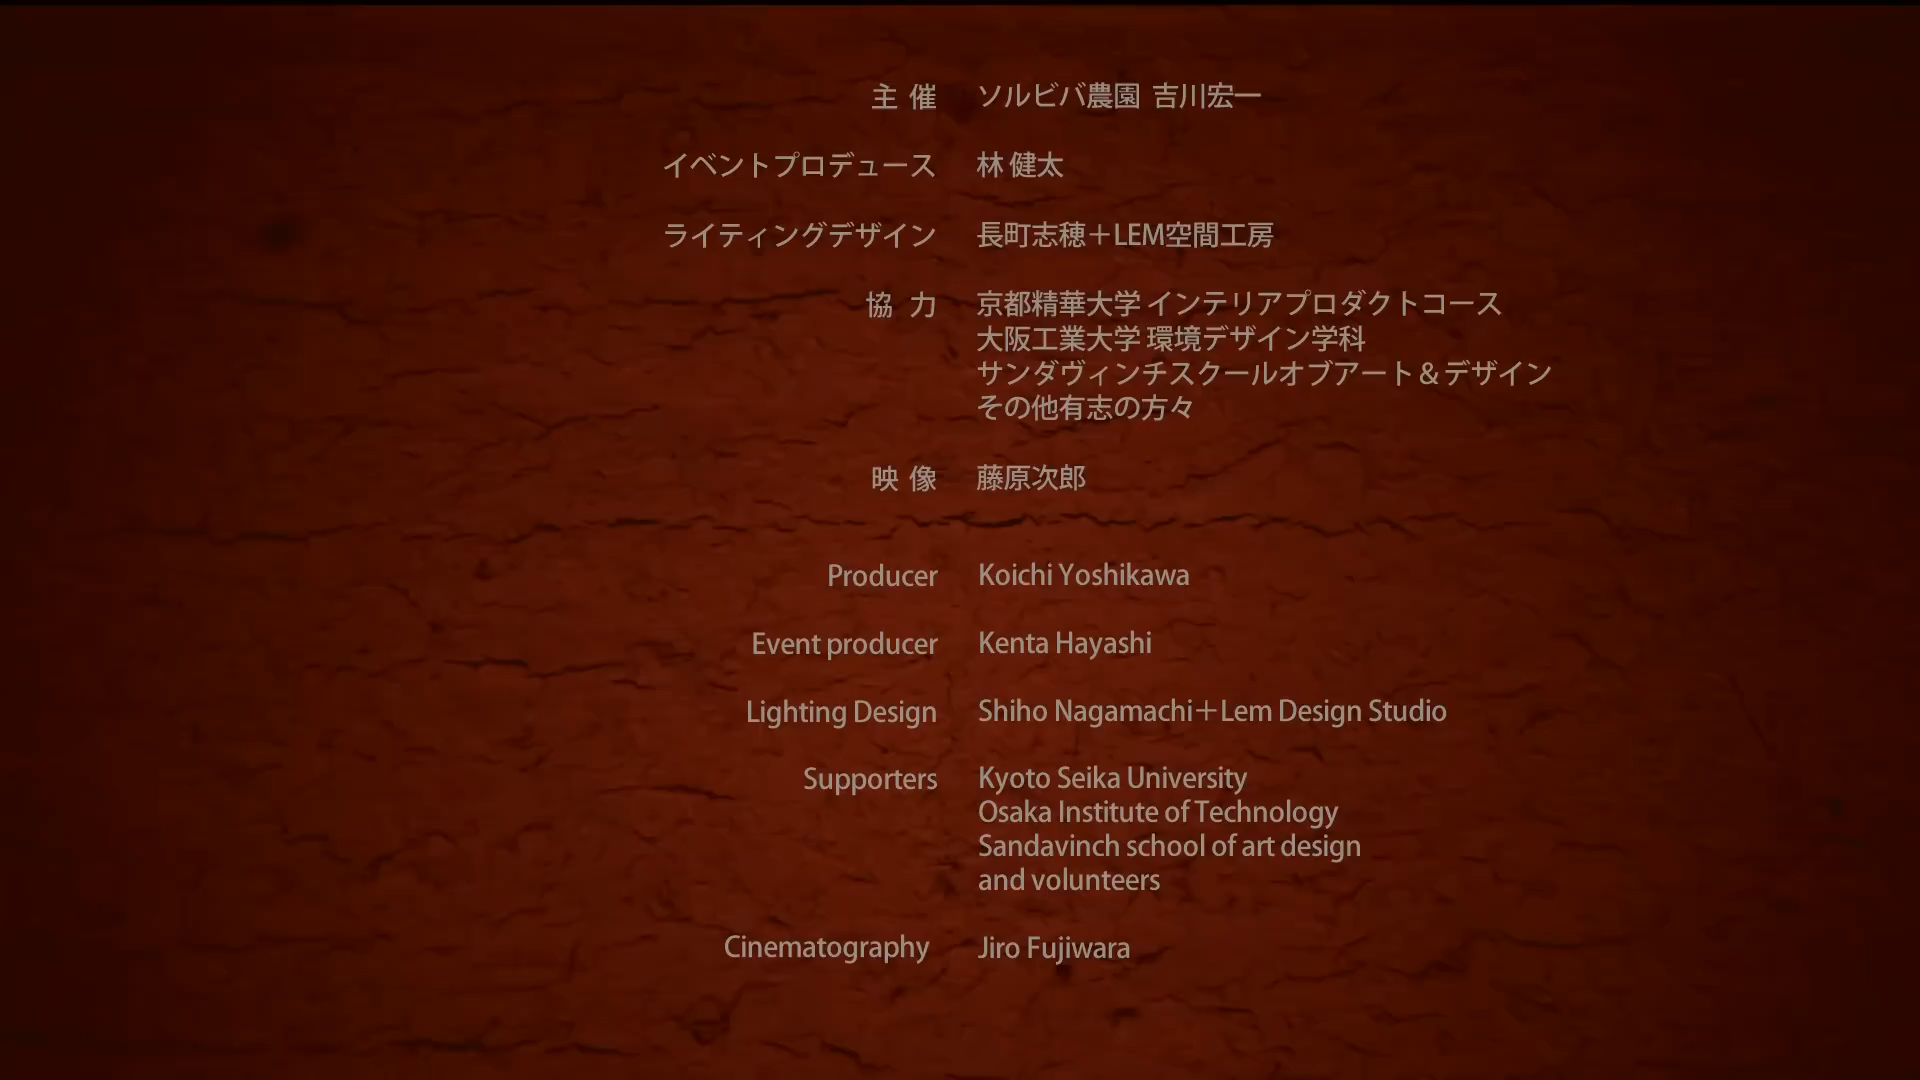 主 催 ソルビバ農園 吉川宏一
イベントプロデュース 林 健太
ライティングデザイン 長町志穂＋LEM空間工房
協 力 京都精華大学 インテリアプロダクトコース
大阪工業大学 環境デザイン学科
サンダヴィンチスクールオブアート＆デザイン
その他有志の方々
映 像 藤原次郎
Producer Koichi Yoshikawa
Event producer Kenta Hayashi
Lighting Design Shiho Nagamachi＋Lem Design Studio
Supporters Kyoto Seika University
Osaka Institute of Technology
Sandavinch school of art design
and volunteers
Cinematography Jiro Fujiwara